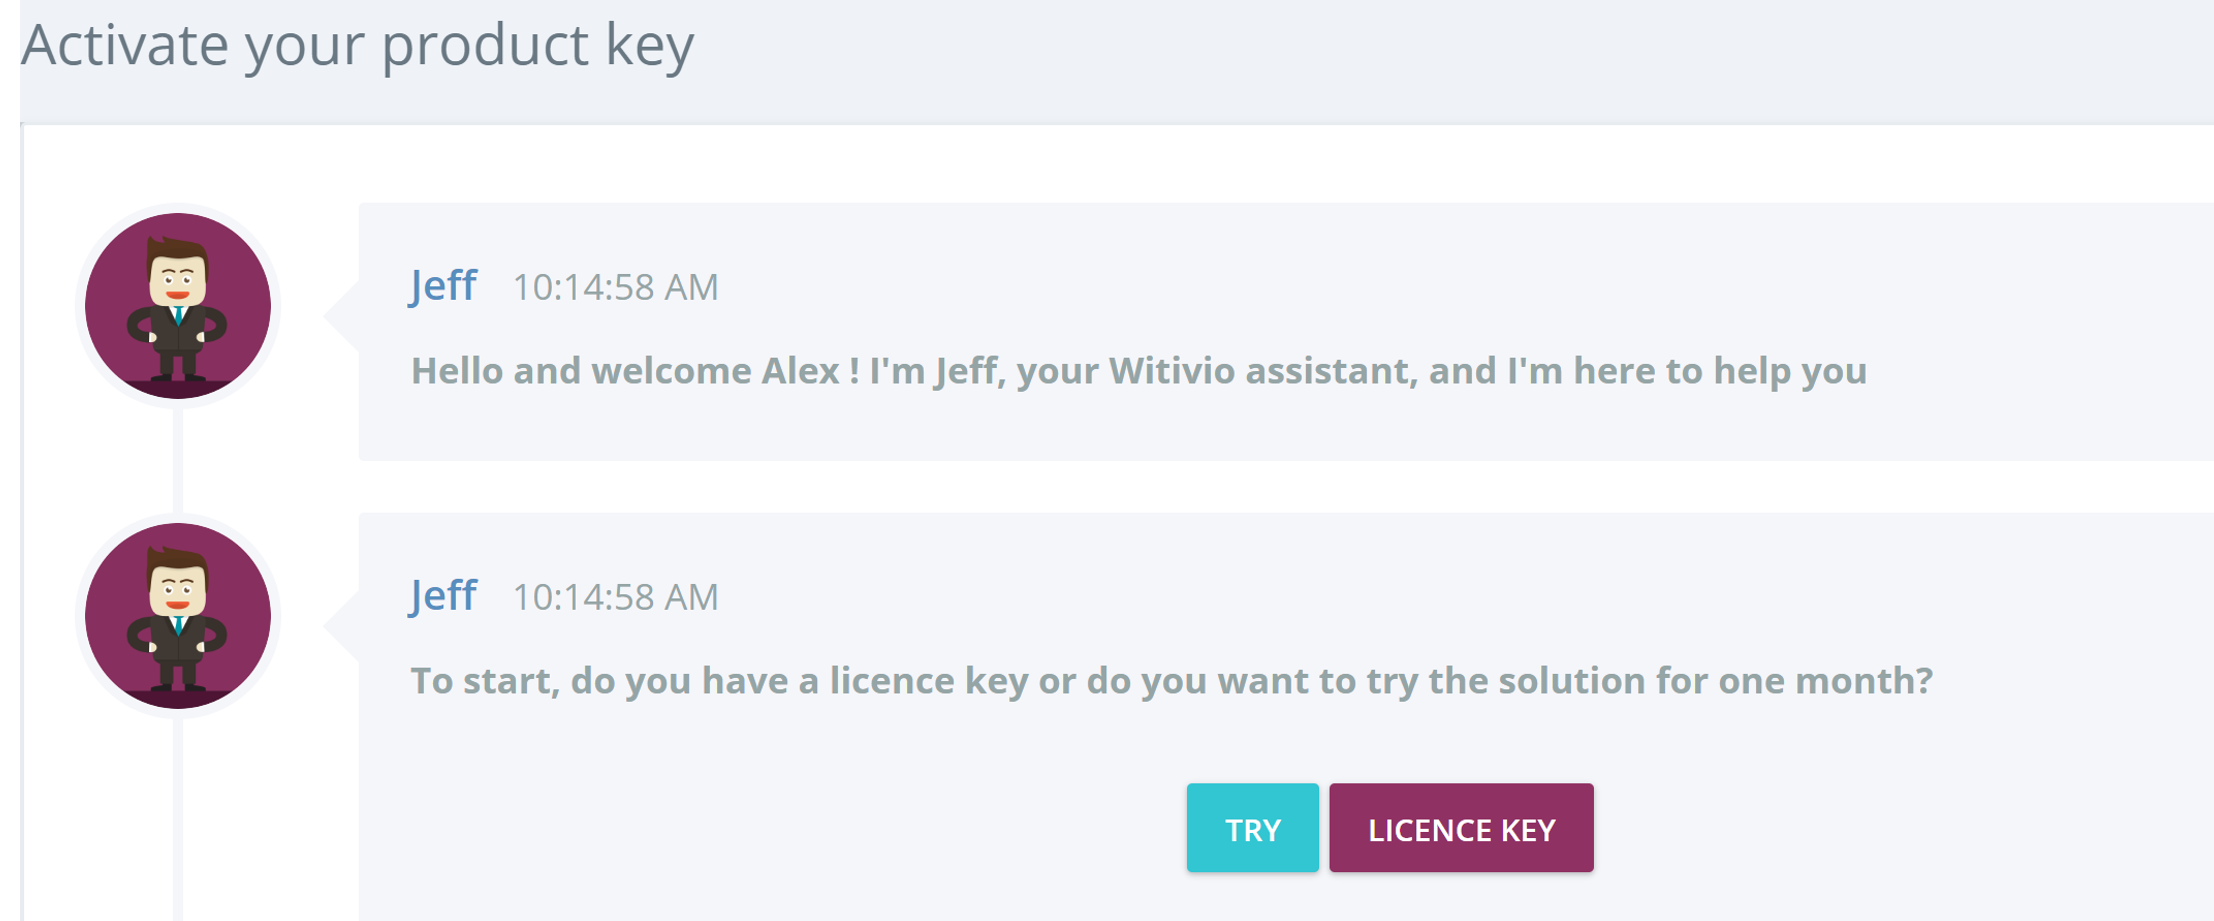 Activate your product key
Jeff 10:14:58 AM
Hello and welcome Alex ! I'm Jeff, your Witivio assistant, and I'm here to help you
Jeff 10:14:58 AM
To start, do you have a licence key or do you want to try the solution for one month?
TRY LICENCE KEY